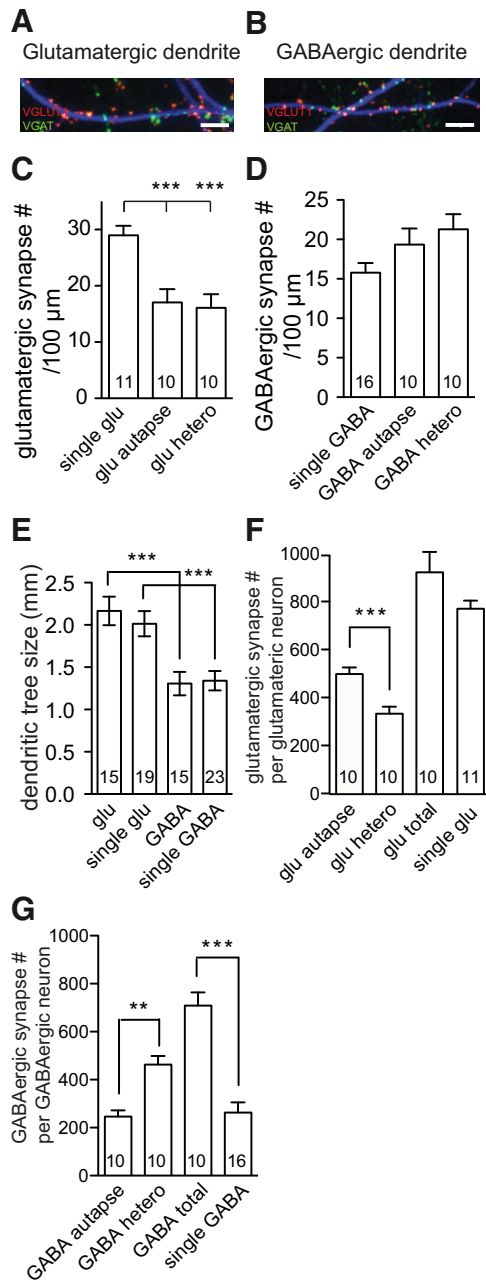 A
Glutamatergic dendrite
VGLUT1
VGAT
B
GABAergic dendrite
VGLUT1
VGAT
C
glutamatergic synapse #
/100 µm
*** ***
30
20
10
0
11 10 10
single glu
glu autapse
glu hetero
D
GABAergic synapse #
/100 µm
25
20
15
10
5
0
16 10 10
single GABA
GABA autapse
GABA hetero
E
dendritic tree size (mm)
***
***
2.5
2.0
1.5
1.0
0.5
0.0
15 19 15 23
glu
single glu
GABA
single GABA
F
glutamatergic synapse #
per glutamateric neuron
***
1000
800
600
400
200
0
10 10 10 11
glu autapse
glu hetero
glu total
single glu
G
GABAergic synapse #
per GABAergic neuron
***
**
1000
800
600
400
200
0
10 10 10 16
GABA autapse
GABA hetero
GABA total
single GABA